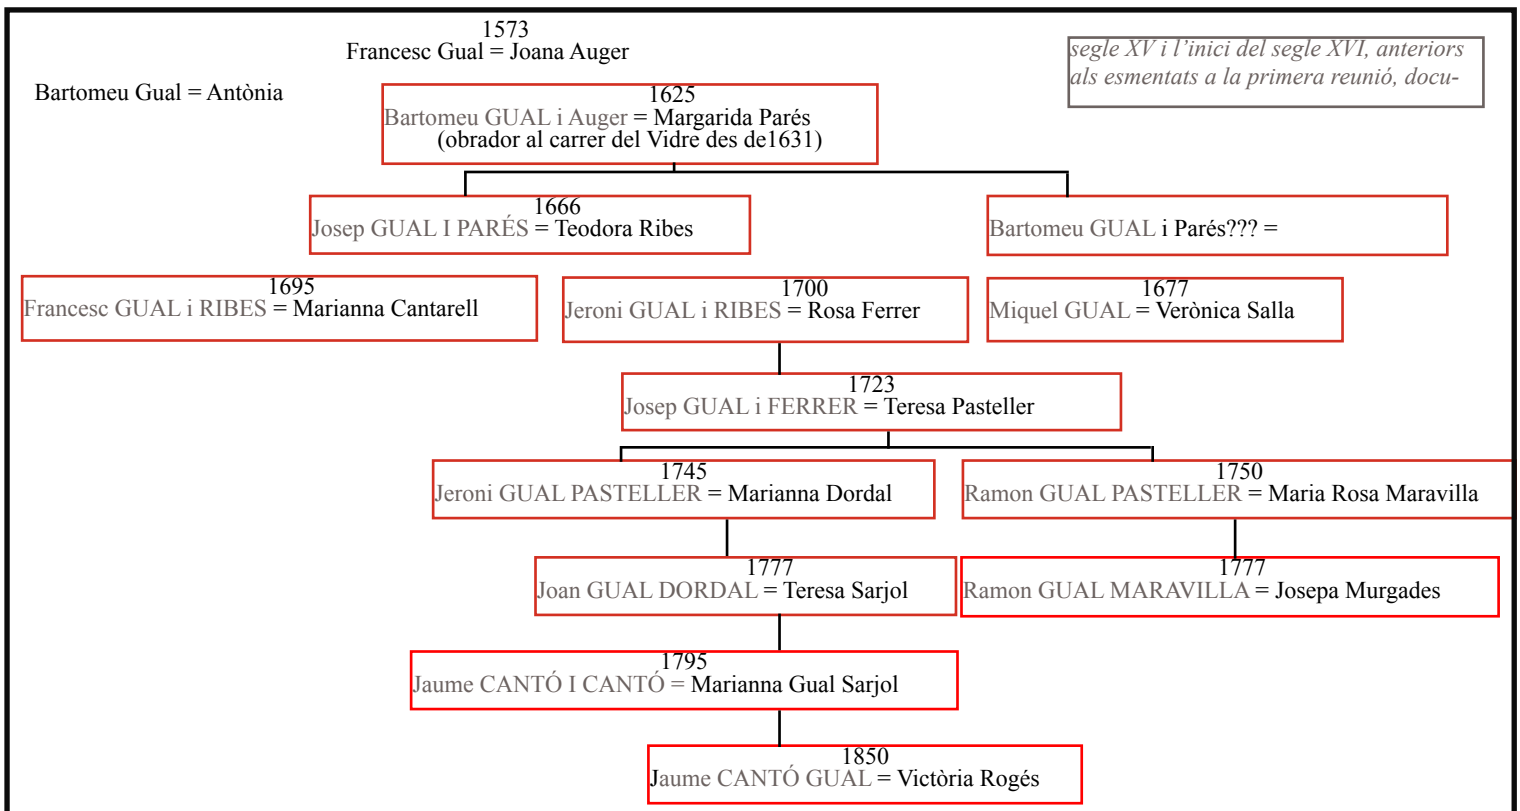 1573
Francesc Gual = Joana Auger
segle XV i l’inici del segle XVI, anteriors
als esmentats a la primera reunió, docu-
Bartomeu Gual = Antònia
1625
Bartomeu GUAL i Auger = Margarida Parés
(obrador al carrer del Vidre des de1631)
1666
Josep GUAL I PARÉS = Teodora Ribes
Bartomeu GUAL i Parés??? =
1695
Francesc GUAL i RIBES = Marianna Cantarell
1700
Jeroni GUAL i RIBES = Rosa Ferrer
1677
Miquel GUAL = Verònica Salla
1723
Josep GUAL i FERRER = Teresa Pasteller
1745
Jeroni GUAL PASTELLER = Marianna Dordal
1750
Ramon GUAL PASTELLER = Maria Rosa Maravilla
1777
Joan GUAL DORDAL = Teresa Sarjol
1777
Ramon GUAL MARAVILLA = Josepa Murgades
1795
Jaume CANTÓ I CANTÓ = Marianna Gual Sarjol
1850
Jaume CANTÓ GUAL = Victòria Rogés